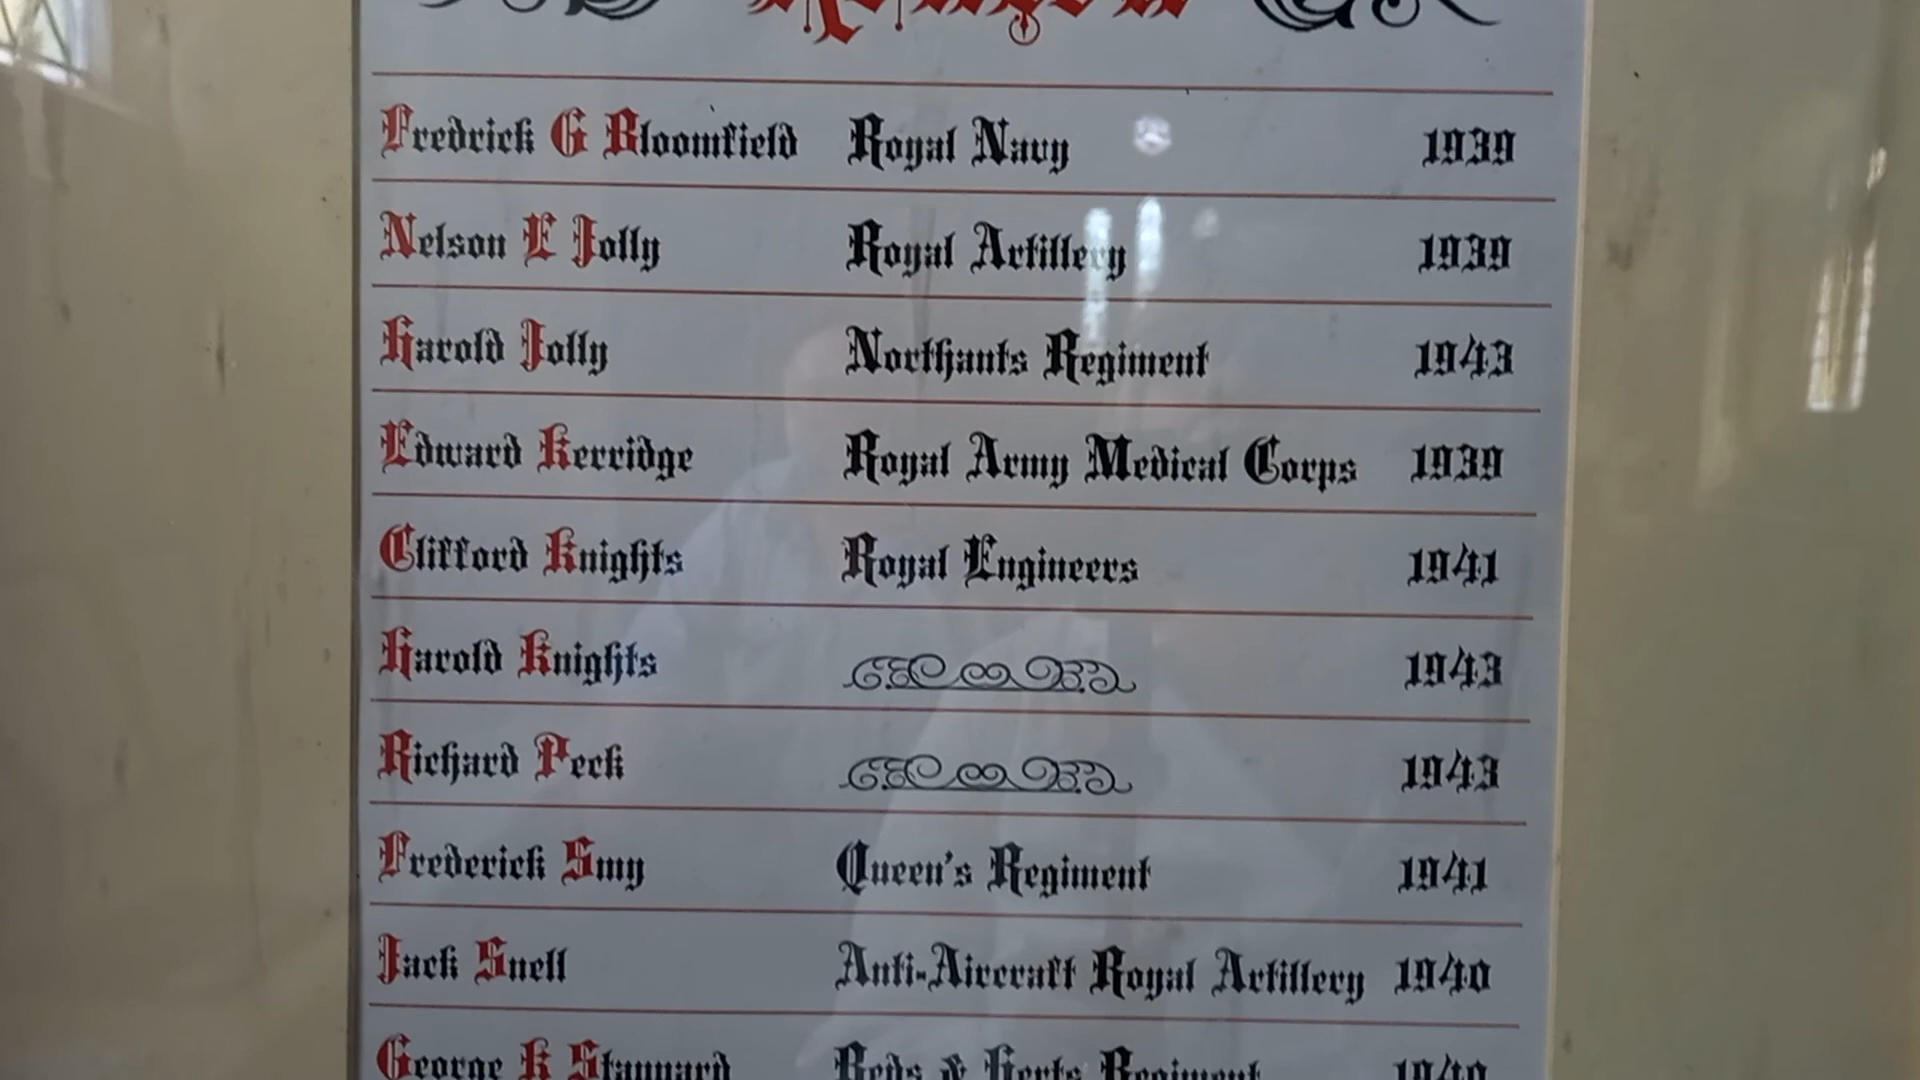 Fredrick G Bloomfield Royal Navy 1939
Nelson E Jolly Royal Artillery 1939
Harold Jolly Northants Regiment 1943
Edward Kerridge Royal Army Medical Corps 1939
Clifford Knights Royal Engineers 1941
Harold Knights 1943
Richard Peck 1943
Frederick Smy Queen's Regiment 1941
Jack Snell Anti-Aircraft Royal Artillery 1940
George K Stannard Beds & Herts Regiment 1940